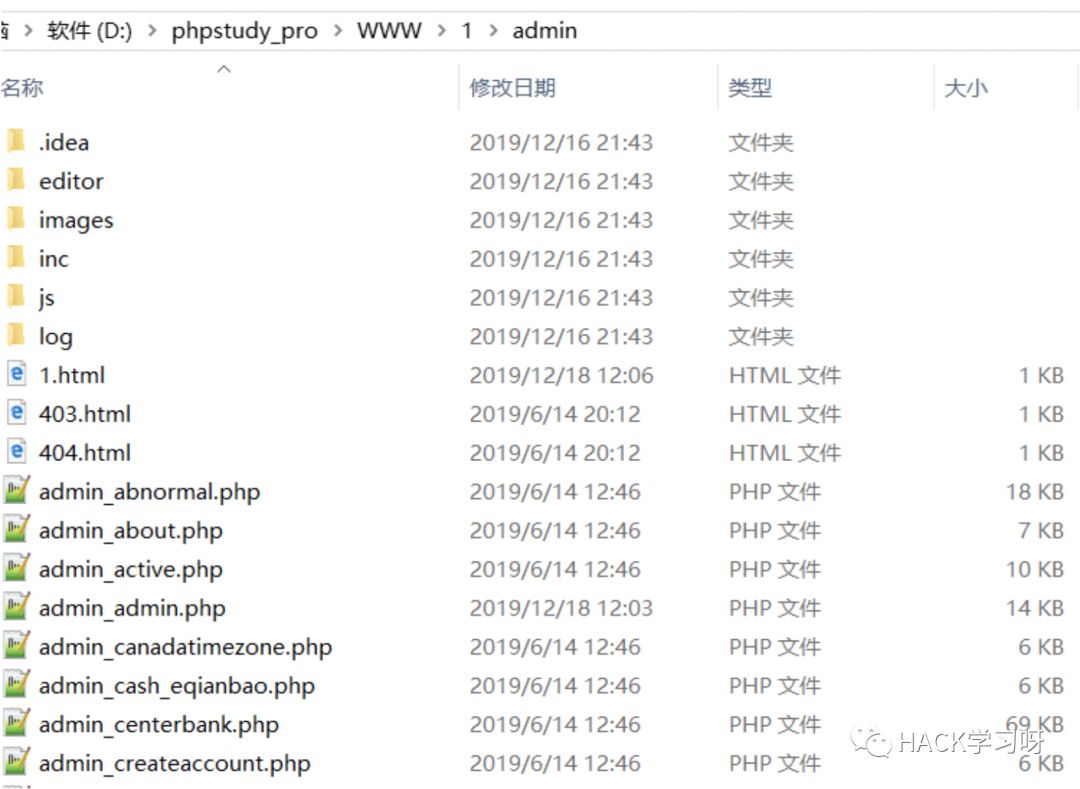 软件 (D:) > phpstudy_pro > WWW > 1 > admin
名称 修改日期 类型 大小
.idea 2019/12/16 21:43 文件夹
editor 2019/12/16 21:43 文件夹
images 2019/12/16 21:43 文件夹
inc 2019/12/16 21:43 文件夹
js 2019/12/16 21:43 文件夹
log 2019/12/16 21:43 文件夹
1.html 2019/12/18 12:06 HTML 文件 1 KB
403.html 2019/6/14 20:12 HTML 文件 1 KB
404.html 2019/6/14 20:12 HTML 文件 1 KB
admin_abnormal.php 2019/6/14 12:46 PHP 文件 18 KB
admin_about.php 2019/6/14 12:46 PHP 文件 7 KB
admin_active.php 2019/6/14 12:46 PHP 文件 10 KB
admin_admin.php 2019/12/18 12:03 PHP 文件 14 KB
admin_canadatimezone.php 2019/6/14 12:46 PHP 文件 6 KB
admin_cash_eqianbao.php 2019/6/14 12:46 PHP 文件 6 KB
admin_centerbank.php 2019/6/14 12:46 PHP 文件 69 KB
HACK学习呀
admin_createaccount.php 2019/6/14 12:46 PHP 文件 6 KB